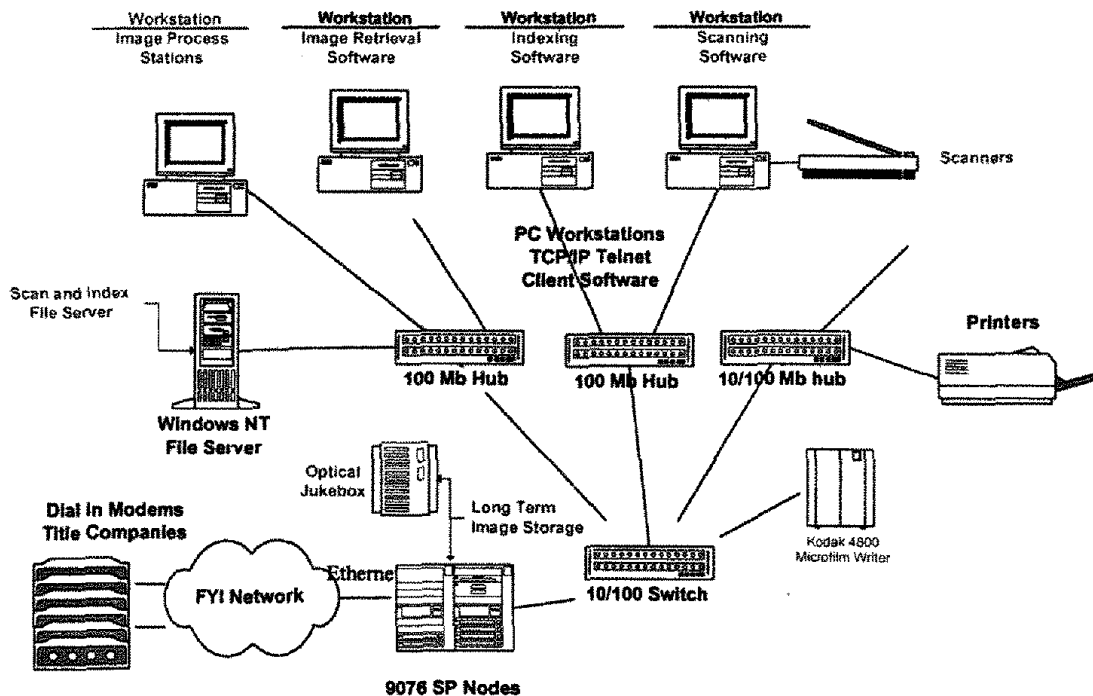 Workstation
Image Process
Stations
Workstation
Image Retrieval
Software
Workstation
Indexing
Software
Workstation
Scanning
Software
Scanners
PC Workstations
TCP/IP Telnet
Client Software
Scan and Index
File Server
Printers
100 Mb Hub
100 Mb Hub
10/100 Mb hub
Windows NT
File Server
Optical
Jukebox
Long Term
Image Storage
Kodak 4800
Microfilm Writer
Dial in Modems
Title Companies
Etherne
FYI Network
10/100 Switch
9076 SP Nodes